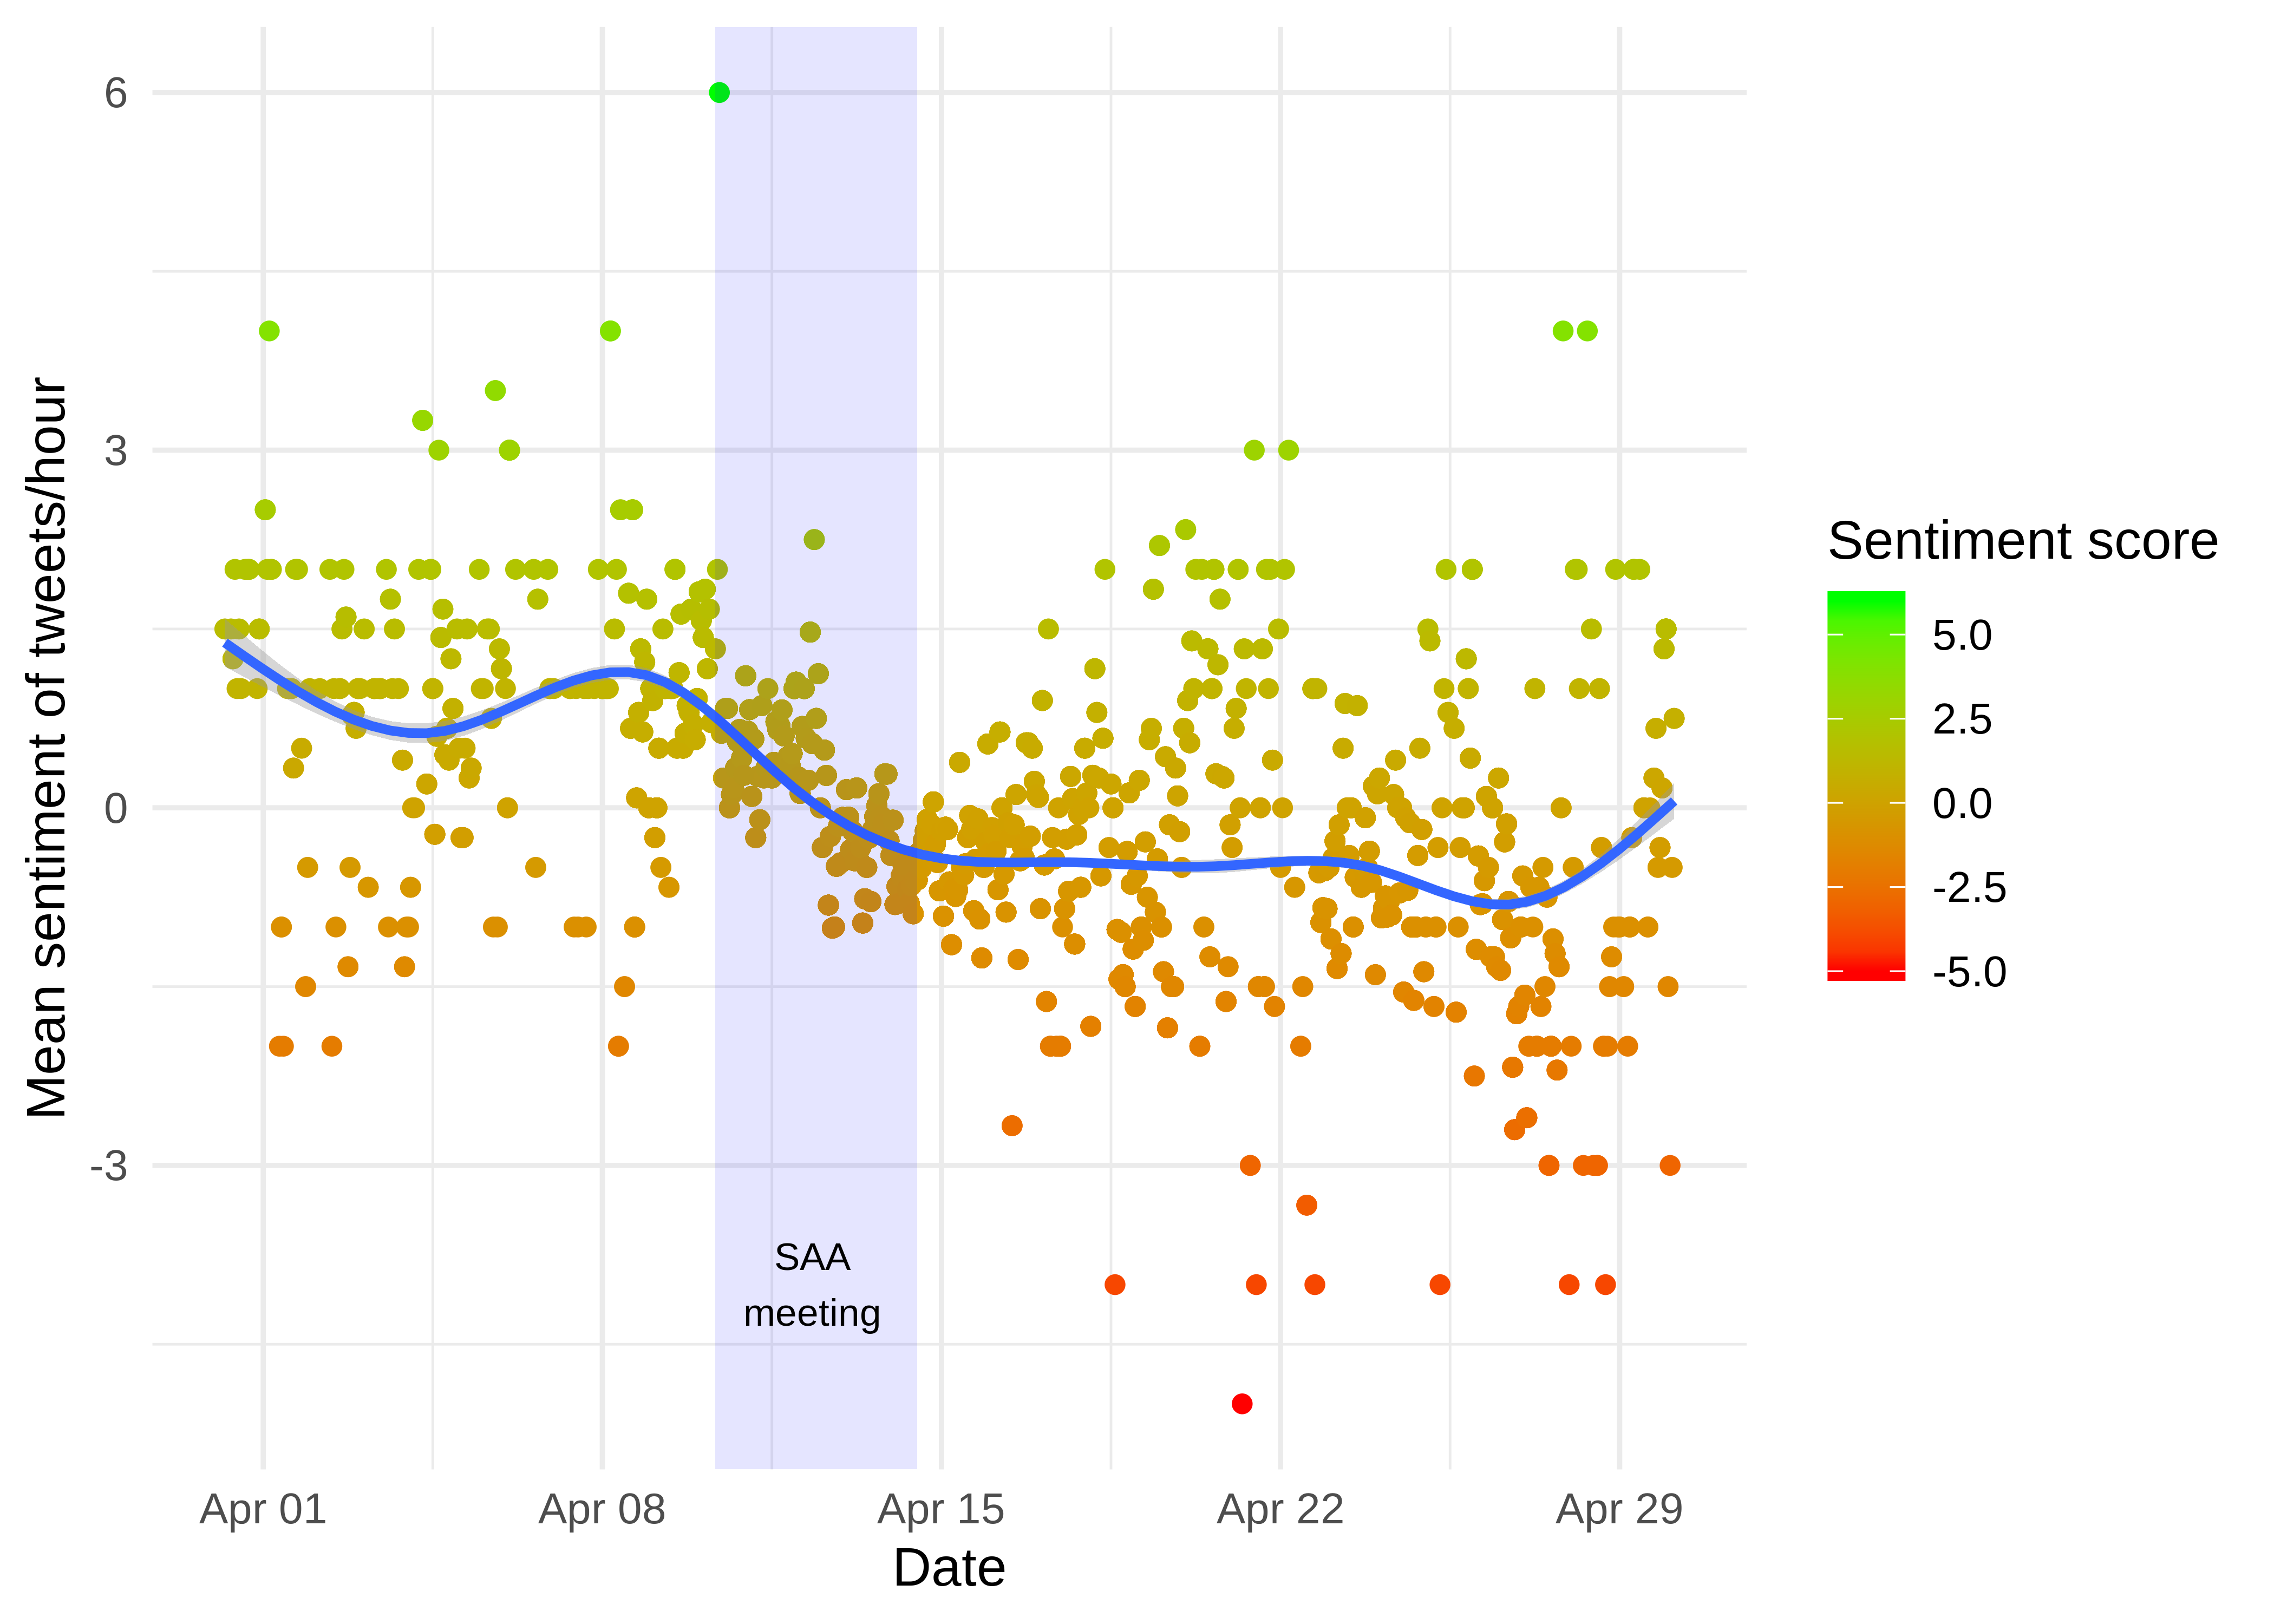 Mean sentiment of tweets/hour
6
3
0
-3
SAA
meeting
Apr 01
Apr 08
Apr 15
Apr 22
Apr 29
Date
Sentiment score
5.0
2.5
0.0
-2.5
-5.0